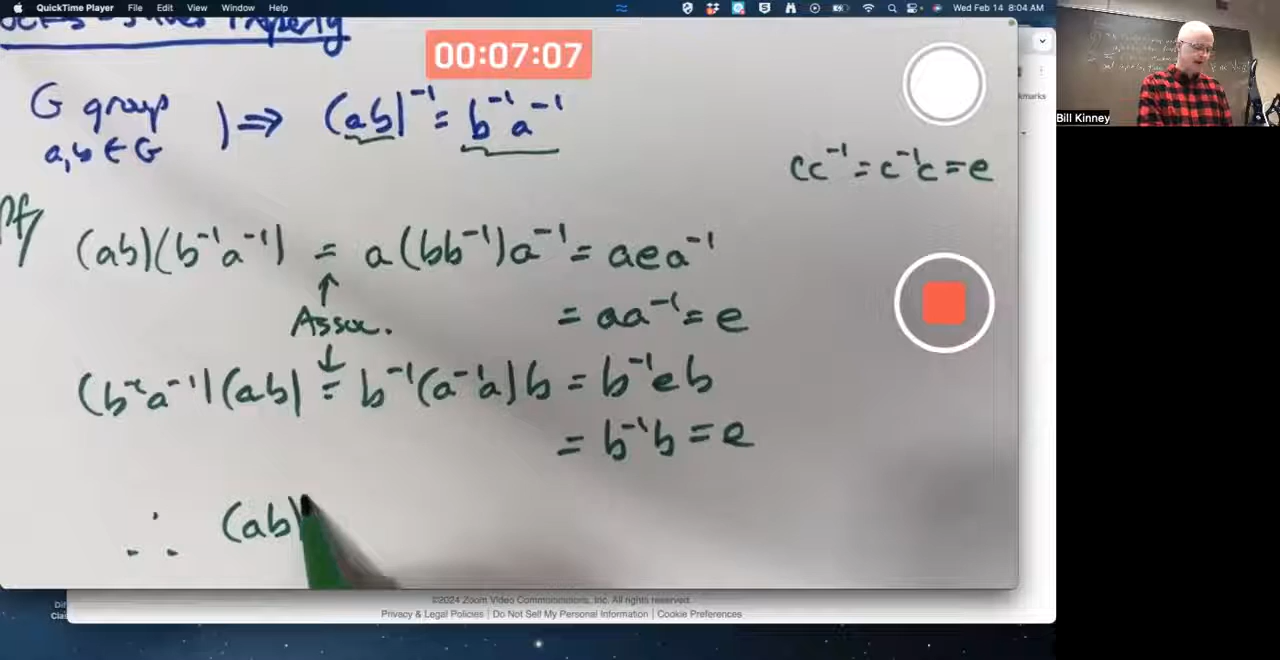 QuickTime Player File Edit View Window Help Wed Feb 14 8:04 AM
Socks-Shoes Property
00:07:07
G group
a,b ∈ G ) ⇒ (ab)⁻¹ = b⁻¹a⁻¹
cc⁻¹ = c⁻¹c = e
Pf/
(ab)(b⁻¹a⁻¹) = a(bb⁻¹)a⁻¹ = aea⁻¹
= aa⁻¹ = e
↑
Assoc.
↓
(b⁻¹a⁻¹)(ab) = b⁻¹(a⁻¹a)b = b⁻¹eb
= b⁻¹b = e
∴ (ab)
Bill Kinney
©2024 Zoom Video Communications, Inc. All rights reserved.
Privacy & Legal Policies | Do Not Sell My Personal Information | Cookie Preferences